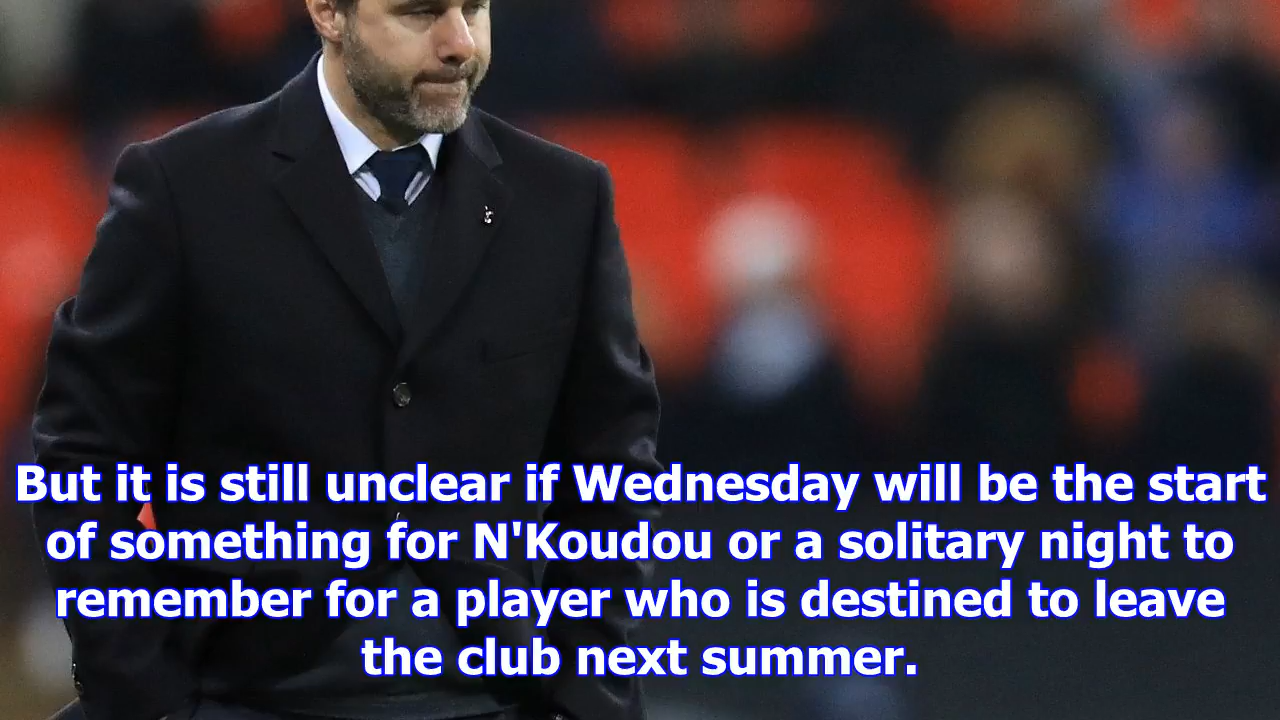 But it is still unclear if Wednesday will be the start
of something for N'Koudou or a solitary night to
remember for a player who is destined to leave
the club next summer.